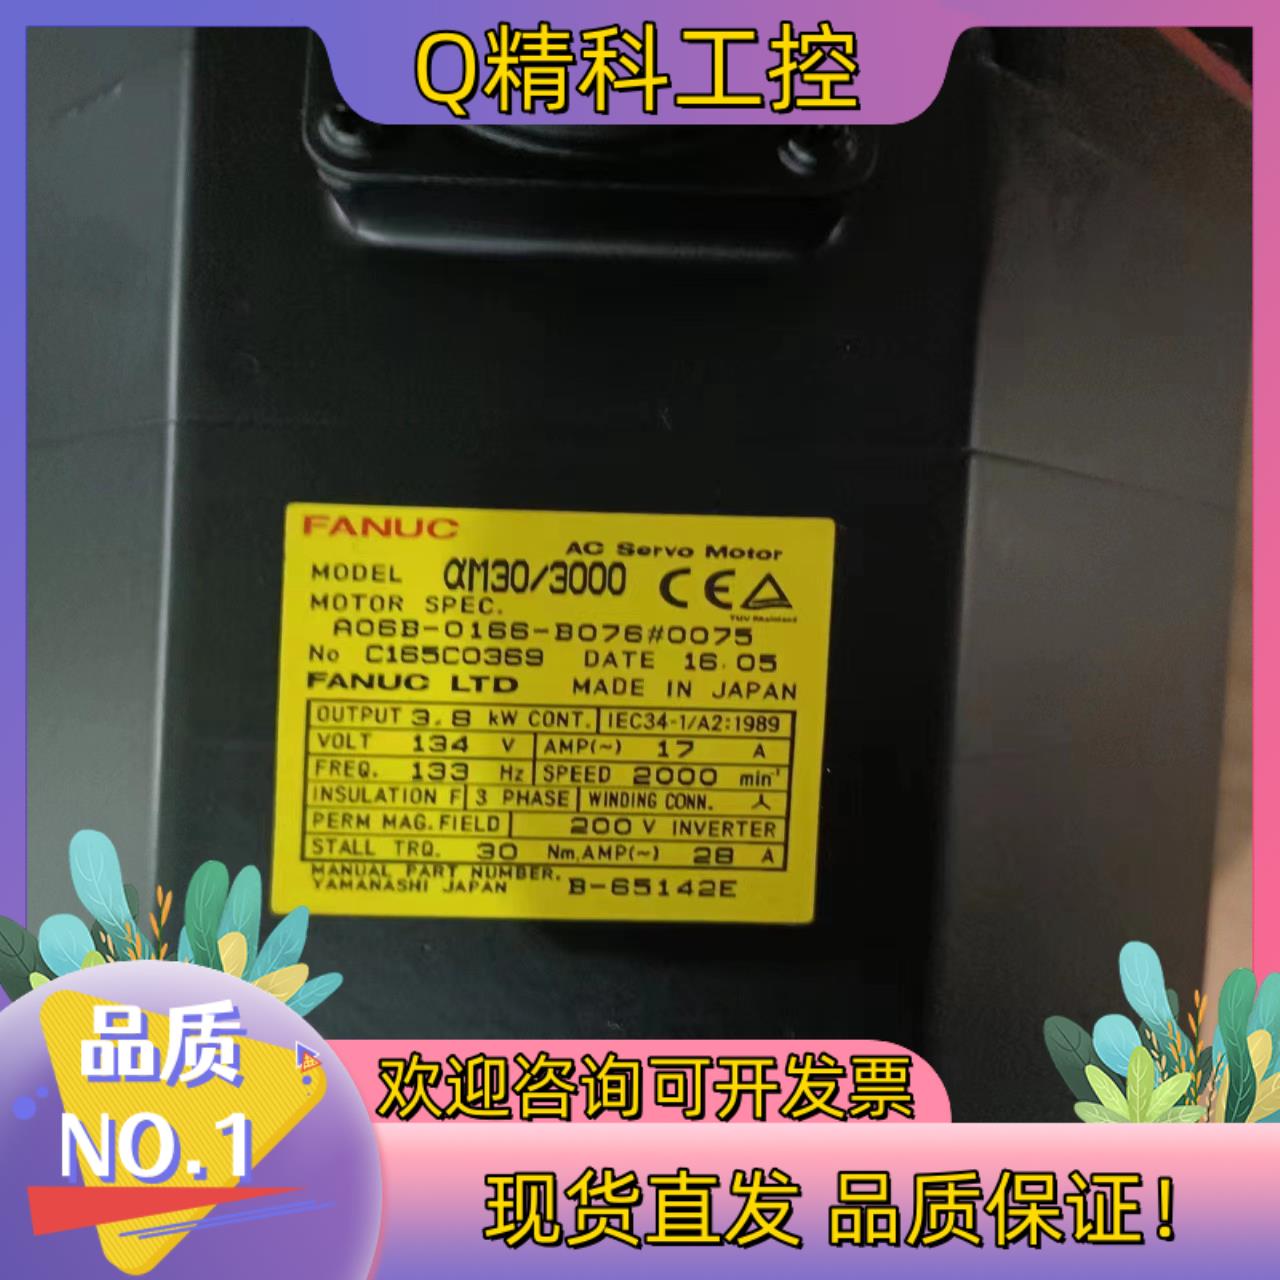 Q精科工控
FANUC
AC Servo Motor
MODEL αM30/3000 CE
MOTOR SPEC.
A06B-0166-B076#0075
No C165C0369 DATE 16.05
FANUC LTD MADE IN JAPAN
OUTPUT 3.8 kW CONT. IEC34-1/A2:1989
VOLT 134 V AMP(~) 17 A
FREQ. 133 Hz SPEED 2000 min⁻¹
INSULATION F 3 PHASE WINDING CONN. 人
PERM MAG. FIELD 200 V INVERTER
STALL TRQ. 30 Nm, AMP(~) 28 A
MANUAL PART NUMBER.
YAMANASHI JAPAN B-65142E
品质
NO.1
欢迎咨询可开发票
现货直发 品质保证!